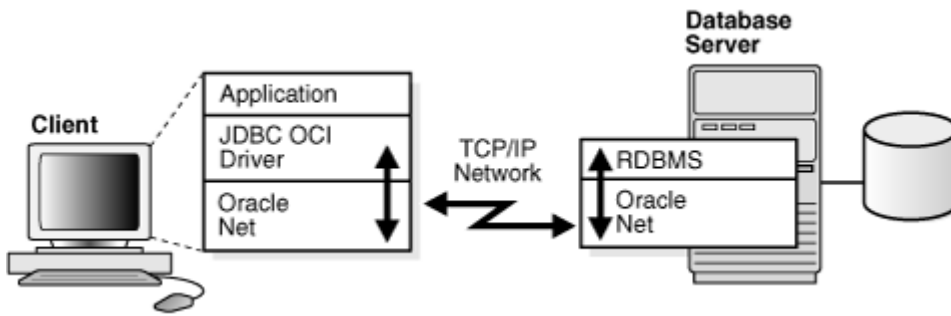 Client
Application
JDBC OCI
Driver
Oracle
Net
TCP/IP
Network
Database
Server
RDBMS
Oracle
Net